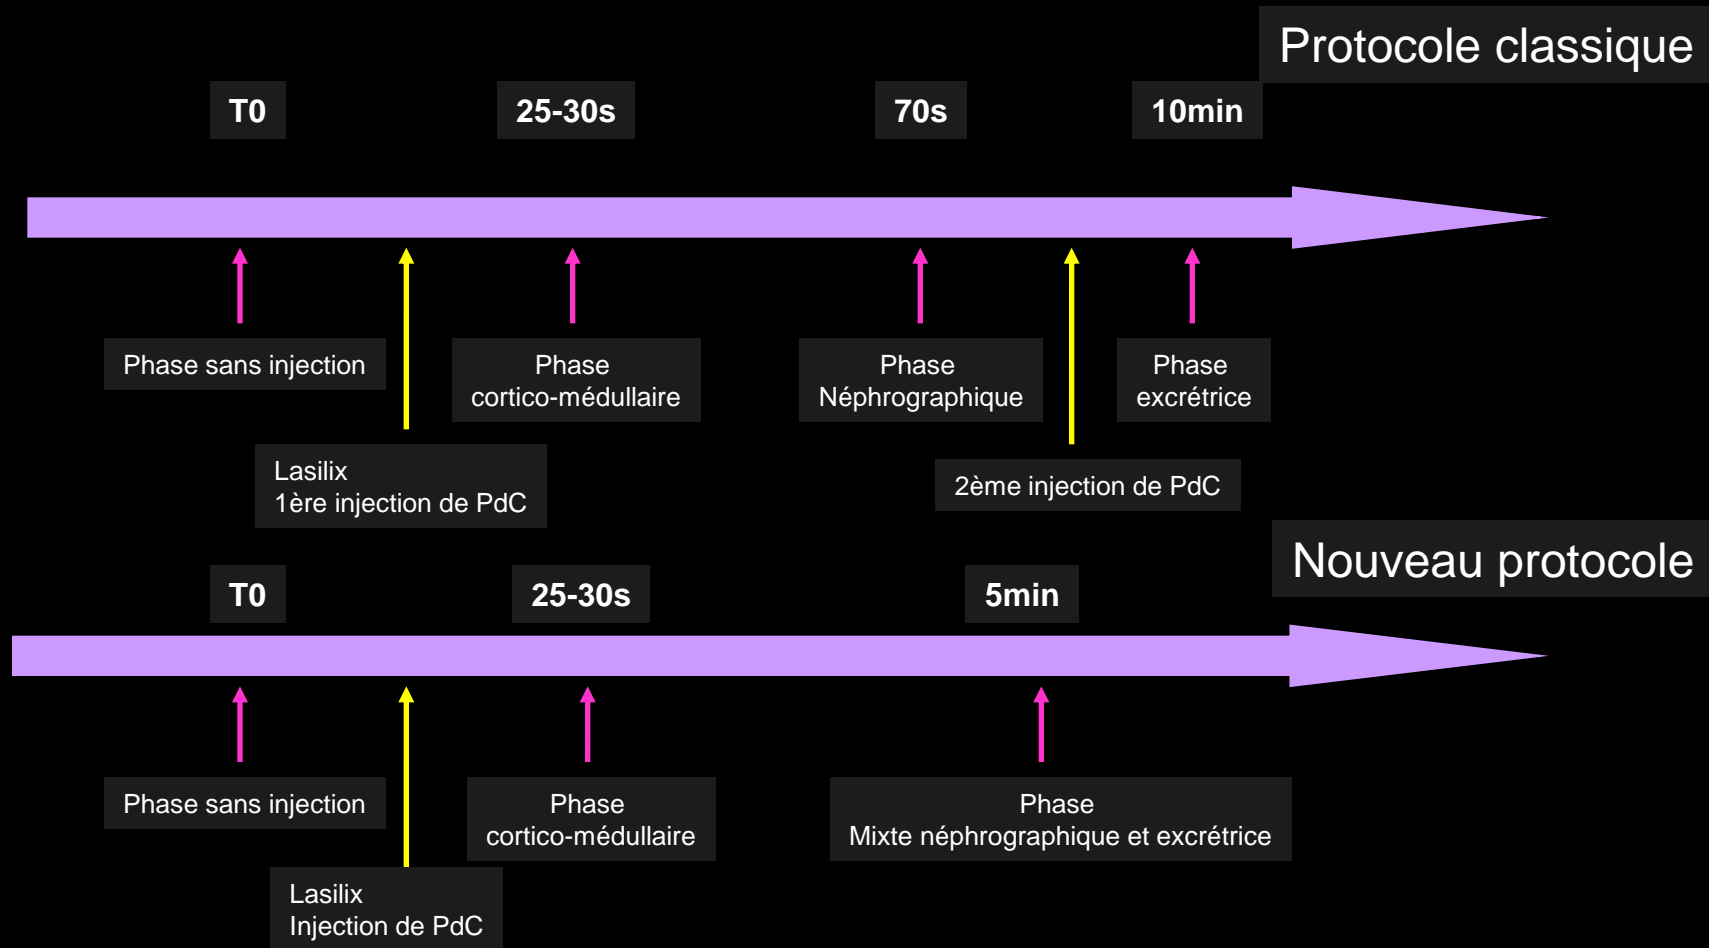 Protocole classique
T0
25-30s
70s
10min
Phase sans injection
Phase
cortico-médullaire
Phase
Néphrographique
Phase
excrétrice
Lasilix
1ère injection de PdC
2ème injection de PdC
Nouveau protocole
T0
25-30s
5min
Phase sans injection
Phase
cortico-médullaire
Phase
Mixte néphrographique et excrétrice
Lasilix
Injection de PdC